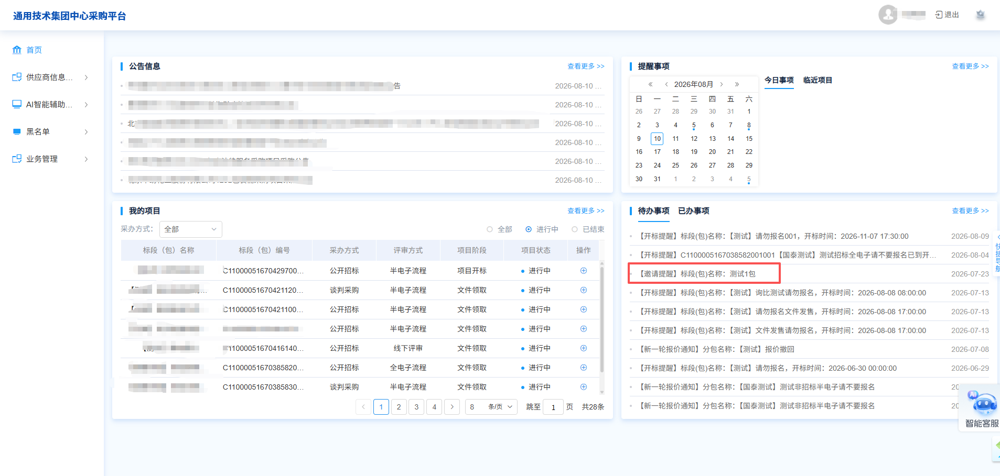 通用技术集团中心采购平台
退出
首页
供应商信息...
AI智能辅助...
黑名单
业务管理
公告信息
查看更多 >>
告
2026-08-10 ...
2026-08-10 ...
北
2026-08-10 ...
2026-08-10 ...
2026-08-10 ...
2026-08-10 ...
提醒事项
查看更多 >>
« ‹ 2026年08月 › »
今日事项 临近项目
日 一 二 三 四 五 六
26 27 28 29 30 31 1
2 3 4 5 6 7 8
9 10 11 12 13 14 15
16 17 18 19 20 21 22
23 24 25 26 27 28 29
30 31 1 2 3 4 5
我的项目
查看更多 >>
采办方式： 全部
全部 进行中 已结束
标段（包）名称 标段（包）编号 采办方式 评审方式 项目阶段 项目状态 操作
C11000051670429700... 公开招标 半电子流程 项目开标 进行中
C11000051670421120... 谈判采购 半电子流程 文件领取 进行中
C11000051670421100... 公开招标 半电子流程 文件领取 进行中
公开招标 半电子流程 文件领取 进行中
11000051670416140... 公开招标 线下评审 文件领取 进行中
C11000051670385820... 公开招标 全电子流程 文件领取 进行中
C11000051670385830... 谈判采购 半电子流程 文件领取 进行中
‹ 1 2 3 4 › 8 条/页 跳至 1 页 共28条
待办事项 已办事项
查看更多 >>
【开标提醒】标段(包)名称:【测试】请勿报名001，开标时间：2026-11-07 17:30:00 2026-08-09
【开标提醒】C1100005167038582001001【国泰测试】测试招标全电子请不要报名已到开... 2026-08-04
【邀请提醒】标段(包)名称：测试1包 2026-07-23
【开标提醒】标段(包)名称:【测试】询比测试请勿报名，开标时间：2026-08-08 08:00:00 2026-07-13
【开标提醒】标段(包)名称:【测试】请勿报名文件发售，开标时间：2026-08-08 17:00:00 2026-07-13
【开标提醒】标段(包)名称:【测试】文件发售请勿报名，开标时间：2026-08-08 17:00:00 2026-07-13
【新一轮报价通知】分包名称:【测试】报价撤回 2026-07-08
【开标提醒】标段(包)名称:【测试】请勿报名，开标时间：2026-06-30 00:00:00 2026-06-29
【新一轮报价通知】分包名称:【国泰测试】测试非招标半电子请不要报名 20
【新一轮报价通知】分包名称:【国泰测试】测试非招标半电子请不要报名 20
快捷导航
AI
智能客服